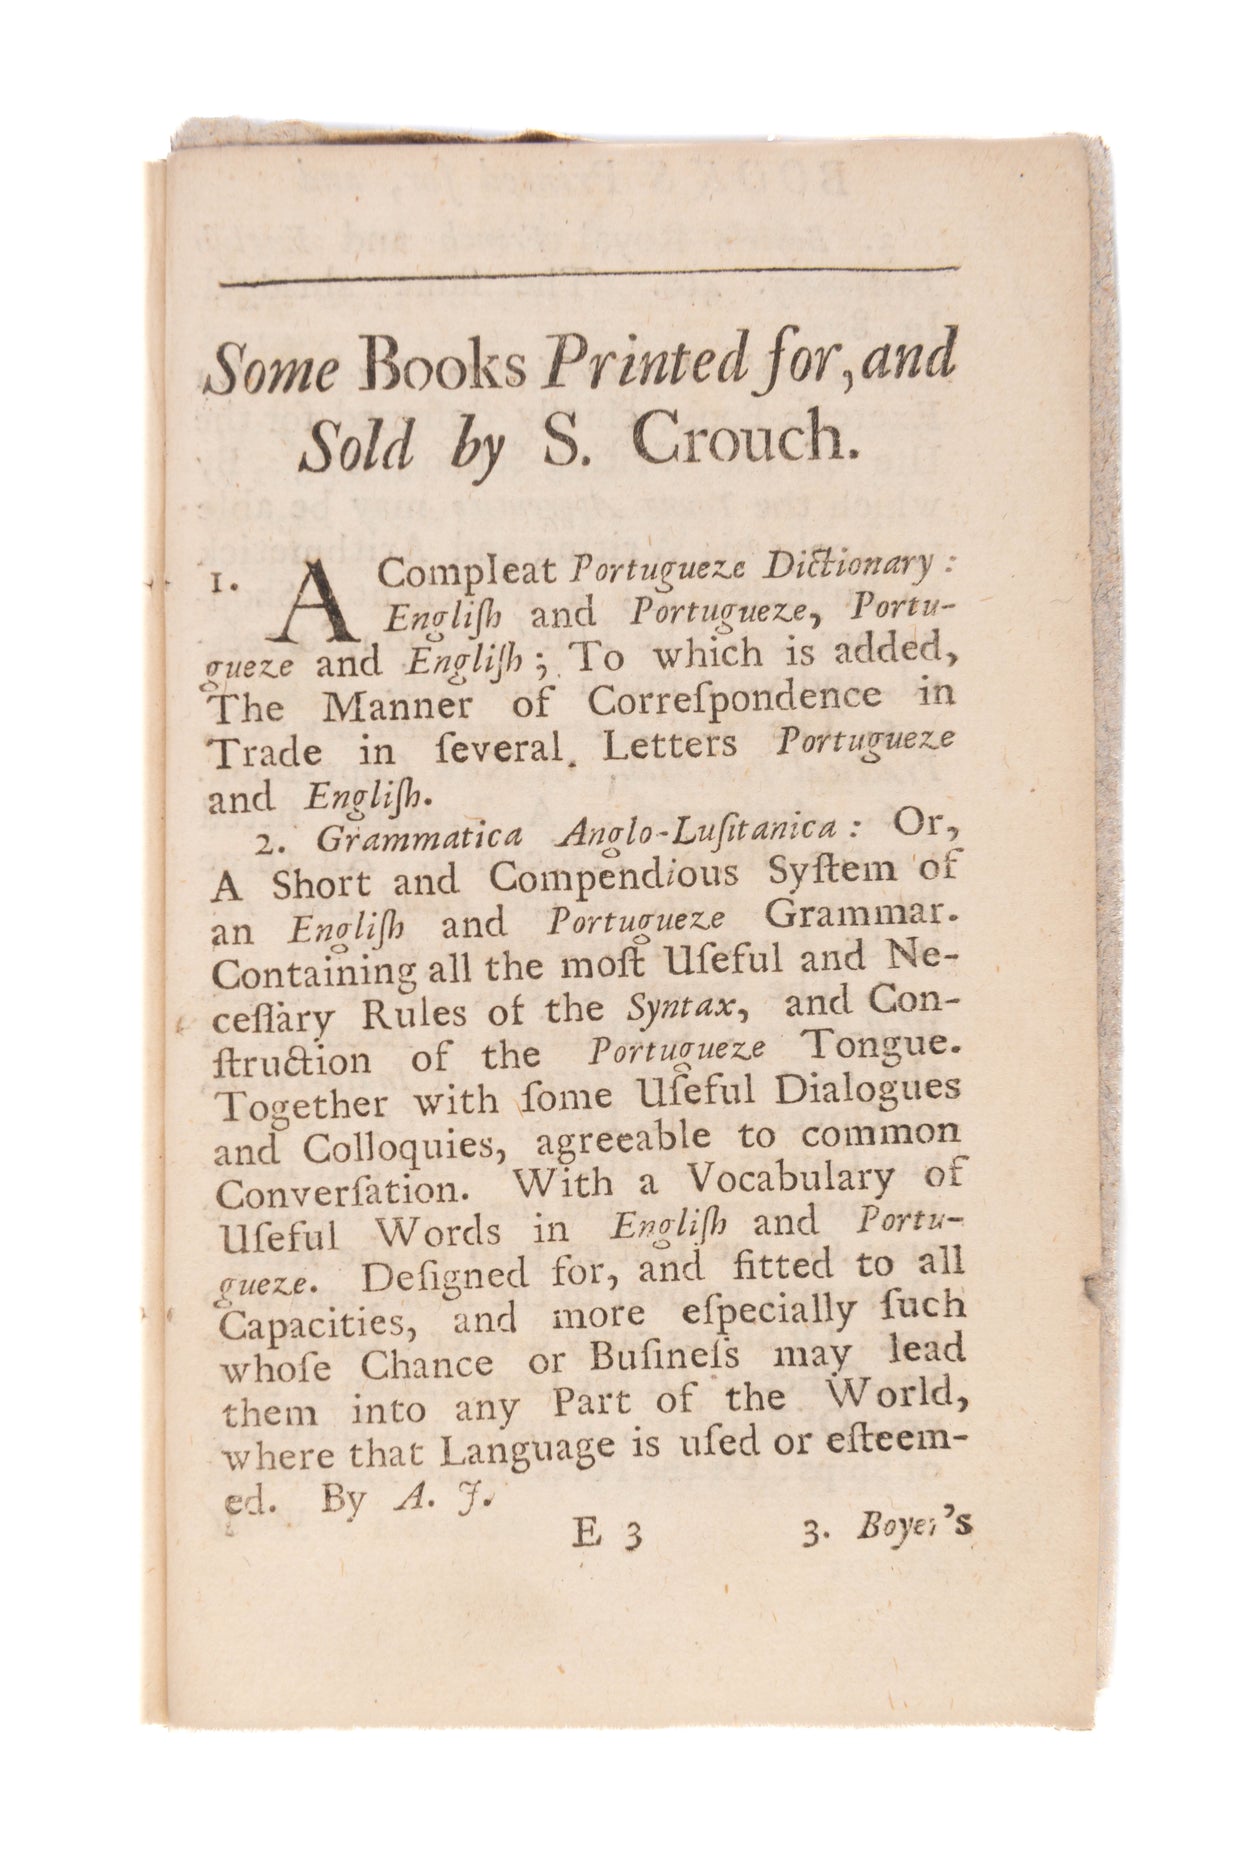 Some Books Printed for, and
Sold by S. Crouch.
1. A Compleat Portugueze Dictionary:
Engliſh and Portugueze, Portu-
gueze and Engliſh; To which is added,
The Manner of Correſpondence in
Trade in ſeveral Letters Portugueze
and Engliſh.
2. Grammatica Anglo-Luſitanica: Or,
A Short and Compendious Syſtem of
an Engliſh and Portugueze Grammar.
Containing all the moſt Uſeful and Ne-
ceſſary Rules of the Syntax, and Con-
ſtruction of the Portugueze Tongue.
Together with ſome Uſeful Dialogues
and Colloquies, agreeable to common
Converſation. With a Vocabulary of
Uſeful Words in Engliſh and Portu-
gueze. Deſigned for, and fitted to all
Capacities, and more eſpecially ſuch
whoſe Chance or Buſineſs may lead
them into any Part of the World,
where that Language is uſed or eſteem-
ed. By A. J.
E 3 3. Boyer's